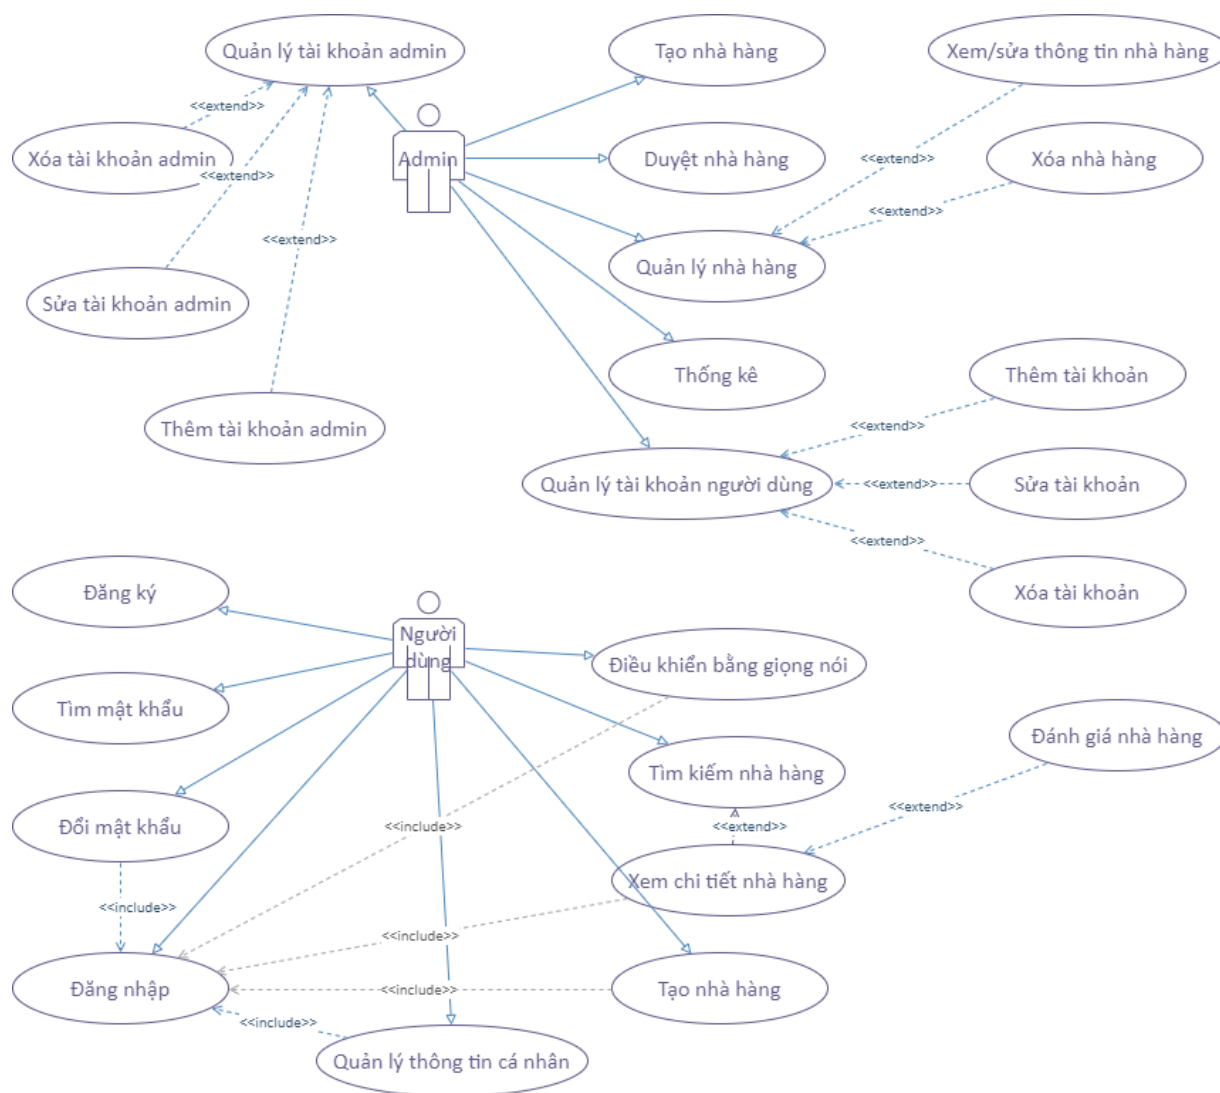 Quản lý tài khoản admin
Tạo nhà hàng
Xem/sửa thông tin nhà hàng
<<extend>>
Admin
Xóa tài khoản admin
<<extend>>
Duyệt nhà hàng
<<extend>>
Xóa nhà hàng
<<extend>>
<<extend>>
Quản lý nhà hàng
Sửa tài khoản admin
Thống kê
Thêm tài khoản
Thêm tài khoản admin
<<extend>>
Quản lý tài khoản người dùng
<<extend>>
Sửa tài khoản
<<extend>>
Đăng ký
Xóa tài khoản
Người
dùng
Điều khiển bằng giọng nói
Tìm mật khẩu
Đánh giá nhà hàng
Tìm kiếm nhà hàng
<<extend>>
Đổi mật khẩu
<<include>>
<<extend>>
Xem chi tiết nhà hàng
<<include>>
<<include>>
Đăng nhập
<<include>>
Tạo nhà hàng
<<include>>
Quản lý thông tin cá nhân